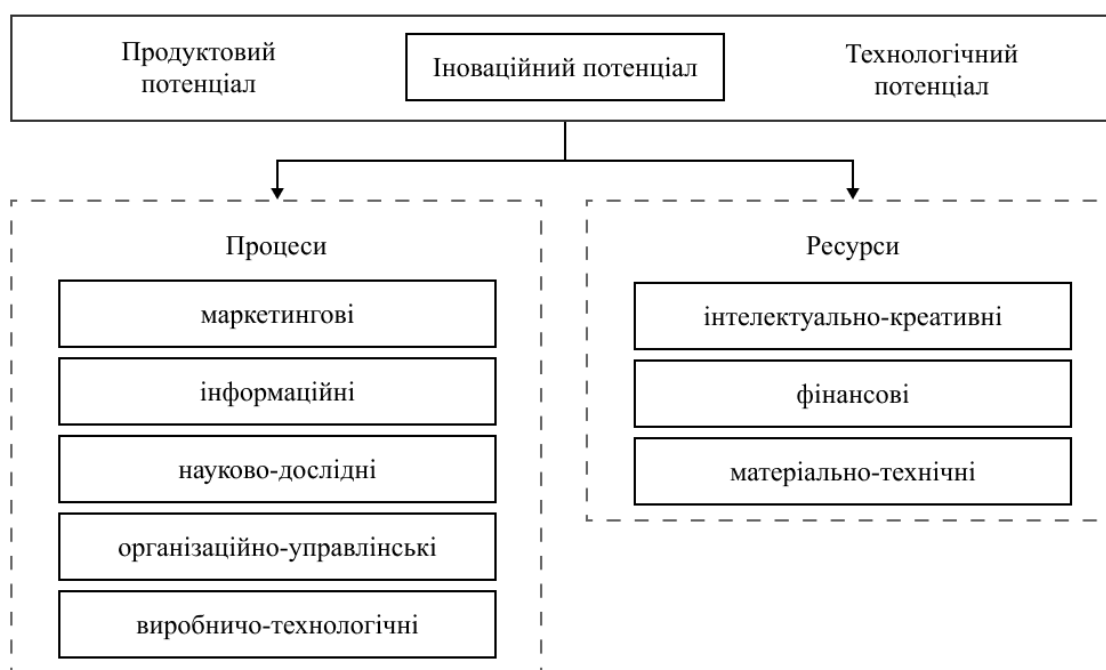 Продуктовий
потенціал
Іноваційний потенціал
Технологічний
потенціал
Процеси
маркетингові
інформаційні
науково-дослідні
організаційно-управлінські
виробничо-технологічні
Ресурси
інтелектуально-креативні
фінансові
матеріально-технічні